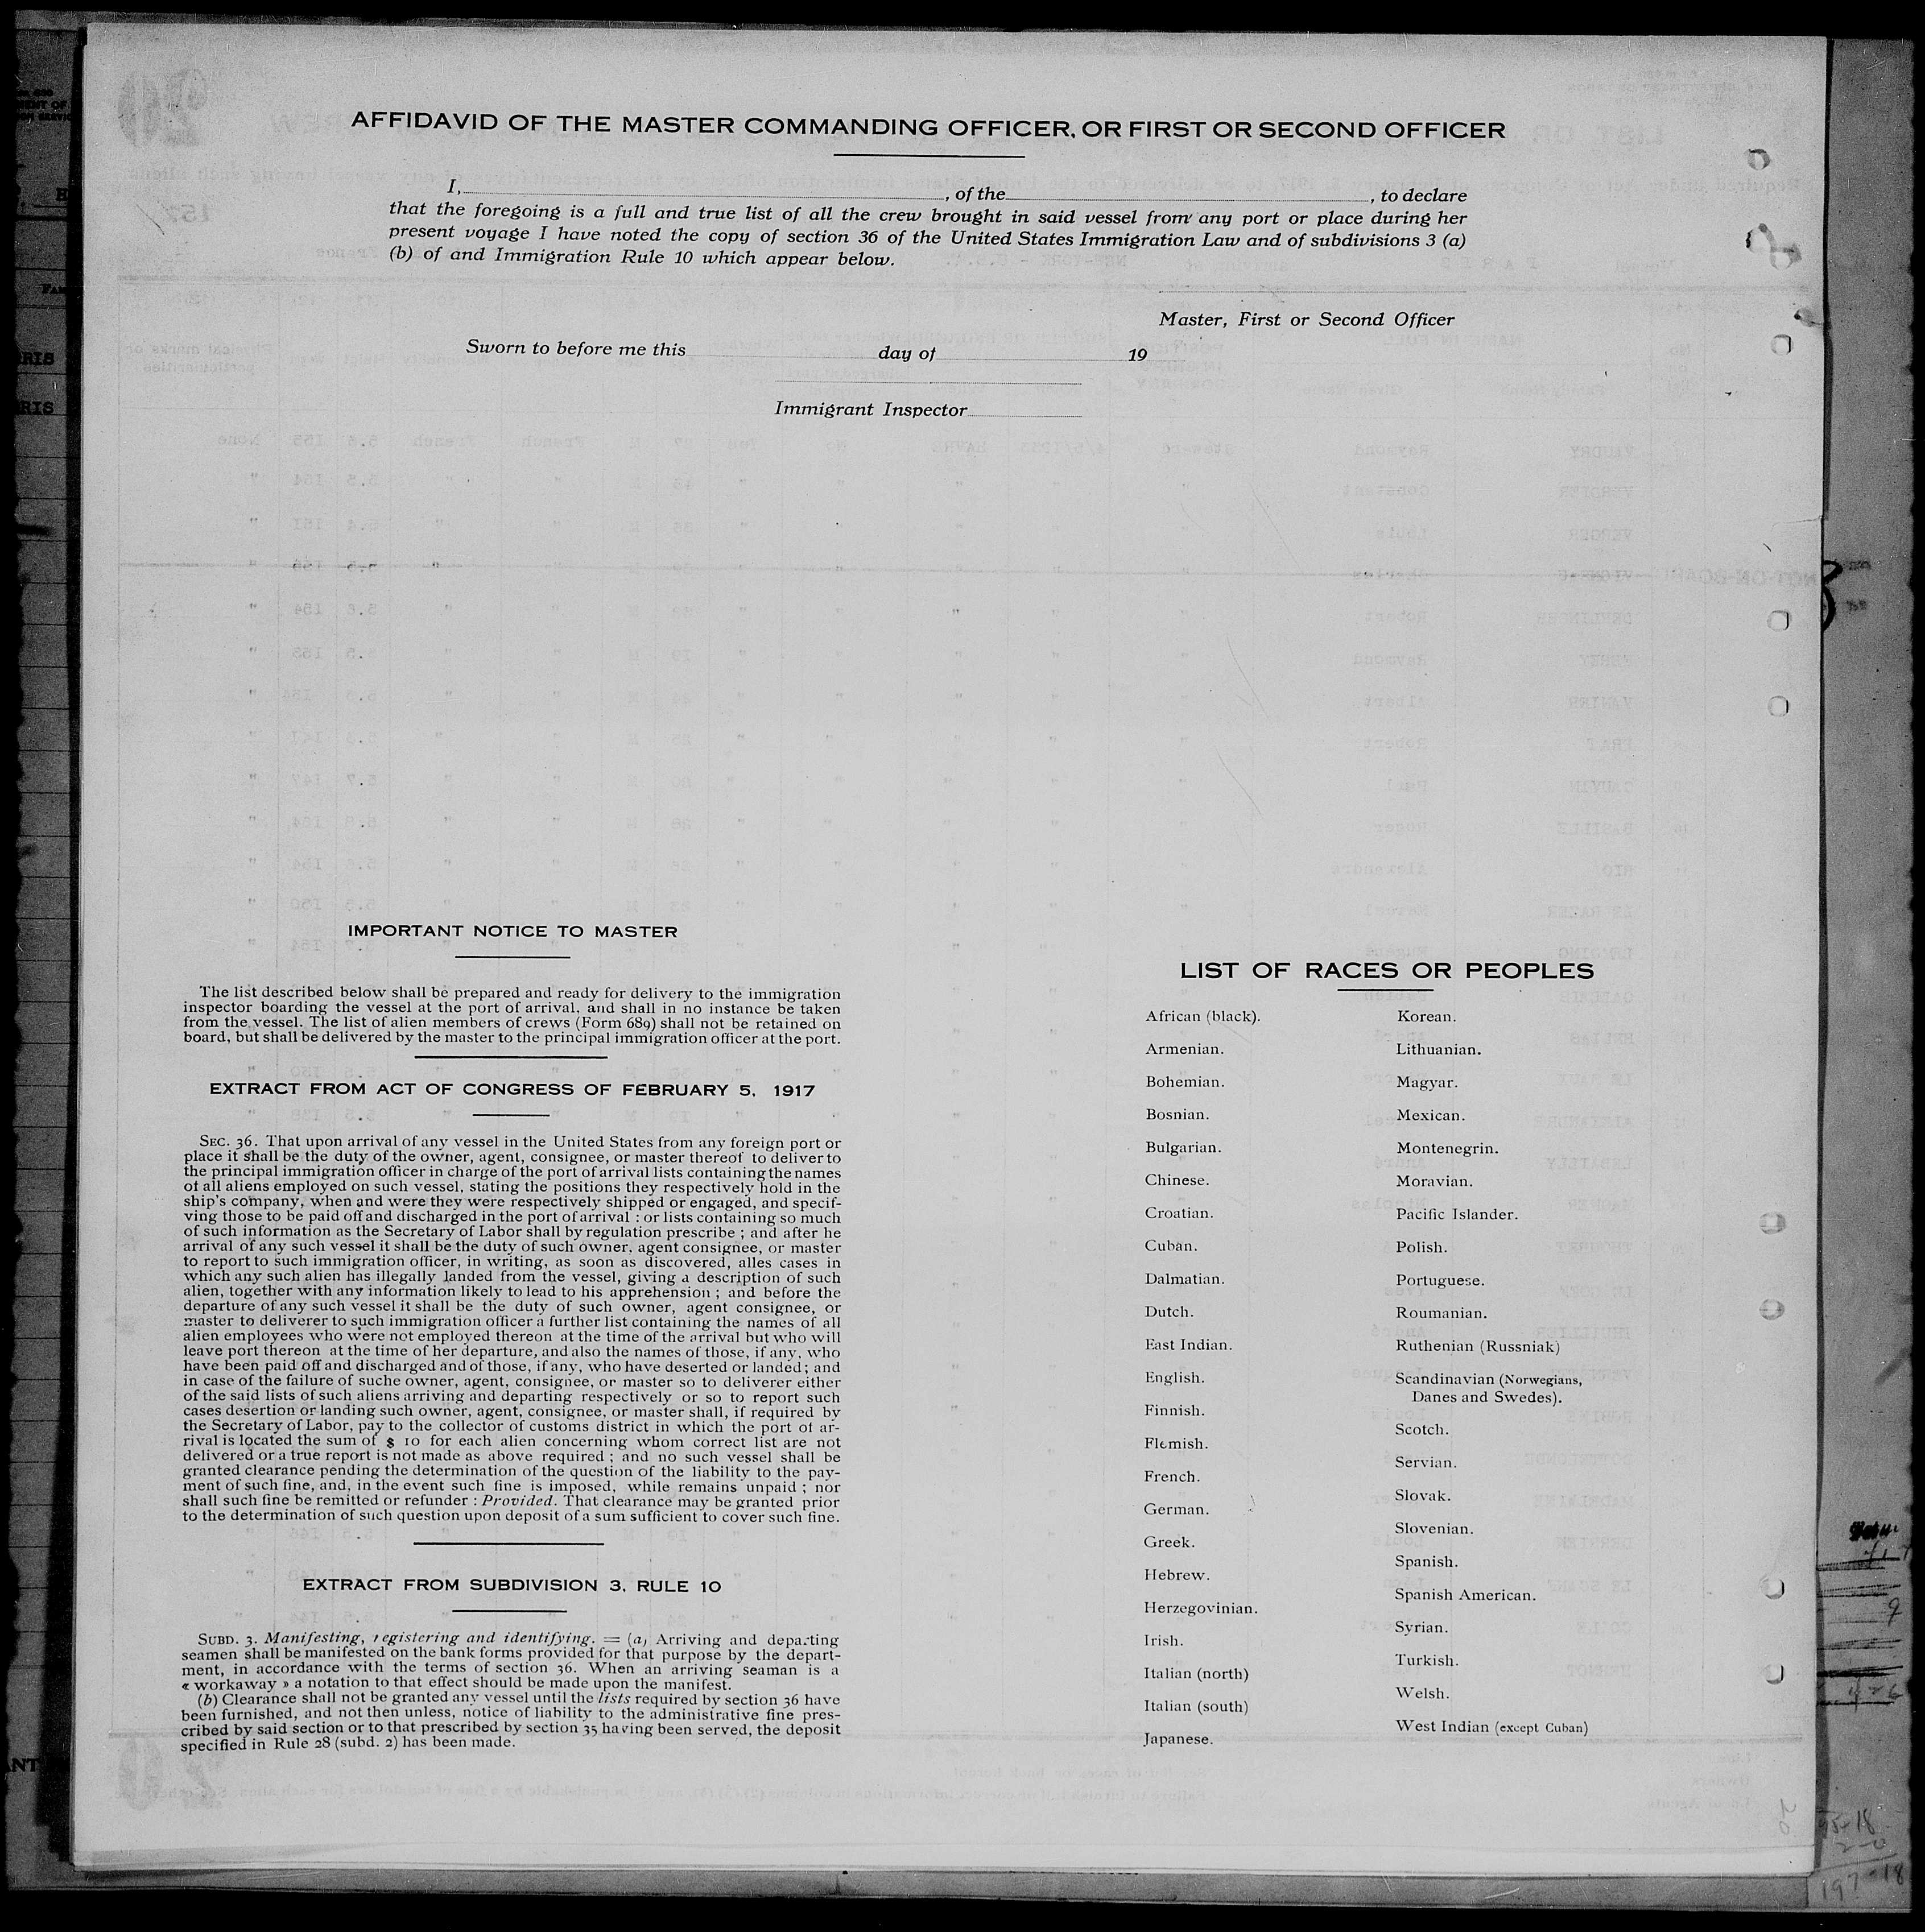 AFFIDAVID OF THE MASTER COMMANDING OFFICER, OR FIRST OR SECOND OFFICER
I, , of the , to declare
that the foregoing is a full and true list of all the crew brought in said vessel from any port or place during her
present voyage I have noted the copy of section 36 of the United States Immigration Law and of subdivisions 3 (a)
(b) of and Immigration Rule 10 which appear below.
Master, First or Second Officer
Sworn to before me this day of 19
Immigrant Inspector
IMPORTANT NOTICE TO MASTER
The list described below shall be prepared and ready for delivery to the immigration
inspector boarding the vessel at the port of arrival, and shall in no instance be taken
from the vessel. The list of alien members of crews (Form 689) shall not be retained on
board, but shall be delivered by the master to the principal immigration officer at the port.
EXTRACT FROM ACT OF CONGRESS OF FEBRUARY 5, 1917
SEC. 36. That upon arrival of any vessel in the United States from any foreign port or
place it shall be the duty of the owner, agent, consignee, or master thereof to deliver to
the principal immigration officer in charge of the port of arrival lists containing the names
of all aliens employed on such vessel, stating the positions they respectively hold in the
ship's company, when and were they were respectively shipped or engaged, and specif-
ving those to be paid off and discharged in the port of arrival : or lists containing so much
of such information as the Secretary of Labor shall by regulation prescribe ; and after he
arrival of any such vessel it shall be the duty of such owner, agent consignee, or master
to report to such immigration officer, in writing, as soon as discovered, alles cases in
which any such alien has illegally landed from the vessel, giving a description of such
alien, together with any information likely to lead to his apprehension ; and before the
departure of any such vessel it shall be the duty of such owner, agent consignee, or
master to deliverer to such immigration officer a further list containing the names of all
alien employees who were not employed thereon at the time of the arrival but who will
leave port thereon at the time of her departure, and also the names of those, if any, who
have been paid off and discharged and of those, if any, who have deserted or landed ; and
in case of the failure of suche owner, agent, consignee, or master so to deliverer either
of the said lists of such aliens arriving and departing respectively or so to report such
cases desertion or landing such owner, agent, consignee, or master shall, if required by
the Secretary of Labor, pay to the collector of customs district in which the port of ar-
rival is located the sum of $ 10 for each alien concerning whom correct list are not
delivered or a true report is not made as above required ; and no such vessel shall be
granted clearance pending the determination of the question of the liability to the pay-
ment of such fine, and, in the event such fine is imposed, while remains unpaid ; nor
shall such fine be remitted or refunder : Provided. That clearance may be granted prior
to the determination of such question upon deposit of a sum sufficient to cover such fine.
EXTRACT FROM SUBDIVISION 3, RULE 10
SUBD. 3. Manifesting, registering and identifying. = (a) Arriving and departing
seamen shall be manifested on the bank forms provided for that purpose by the depart-
ment, in accordance with the terms of section 36. When an arriving seaman is a
« workaway » a notation to that effect should be made upon the manifest.
(b) Clearance shall not be granted any vessel until the lists required by section 36 have
been furnished, and not then unless, notice of liability to the administrative fine pres-
cribed by said section or to that prescribed by section 35 having been served, the deposit
specified in Rule 28 (subd. 2) has been made.
LIST OF RACES OR PEOPLES
African (black).
Armenian.
Bohemian.
Bosnian.
Bulgarian.
Chinese.
Croatian.
Cuban.
Dalmatian.
Dutch.
East Indian.
English.
Finnish.
Flemish.
French.
German.
Greek.
Hebrew.
Herzegovinian.
Irish.
Italian (north)
Italian (south)
Japanese.
Korean.
Lithuanian.
Magyar.
Mexican.
Montenegrin.
Moravian.
Pacific Islander.
Polish.
Portuguese.
Roumanian.
Ruthenian (Russniak)
Scandinavian (Norwegians,
Danes and Swedes).
Scotch.
Servian.
Slovak.
Slovenian.
Spanish.
Spanish American.
Syrian.
Turkish.
Welsh.
West Indian (except Cuban)